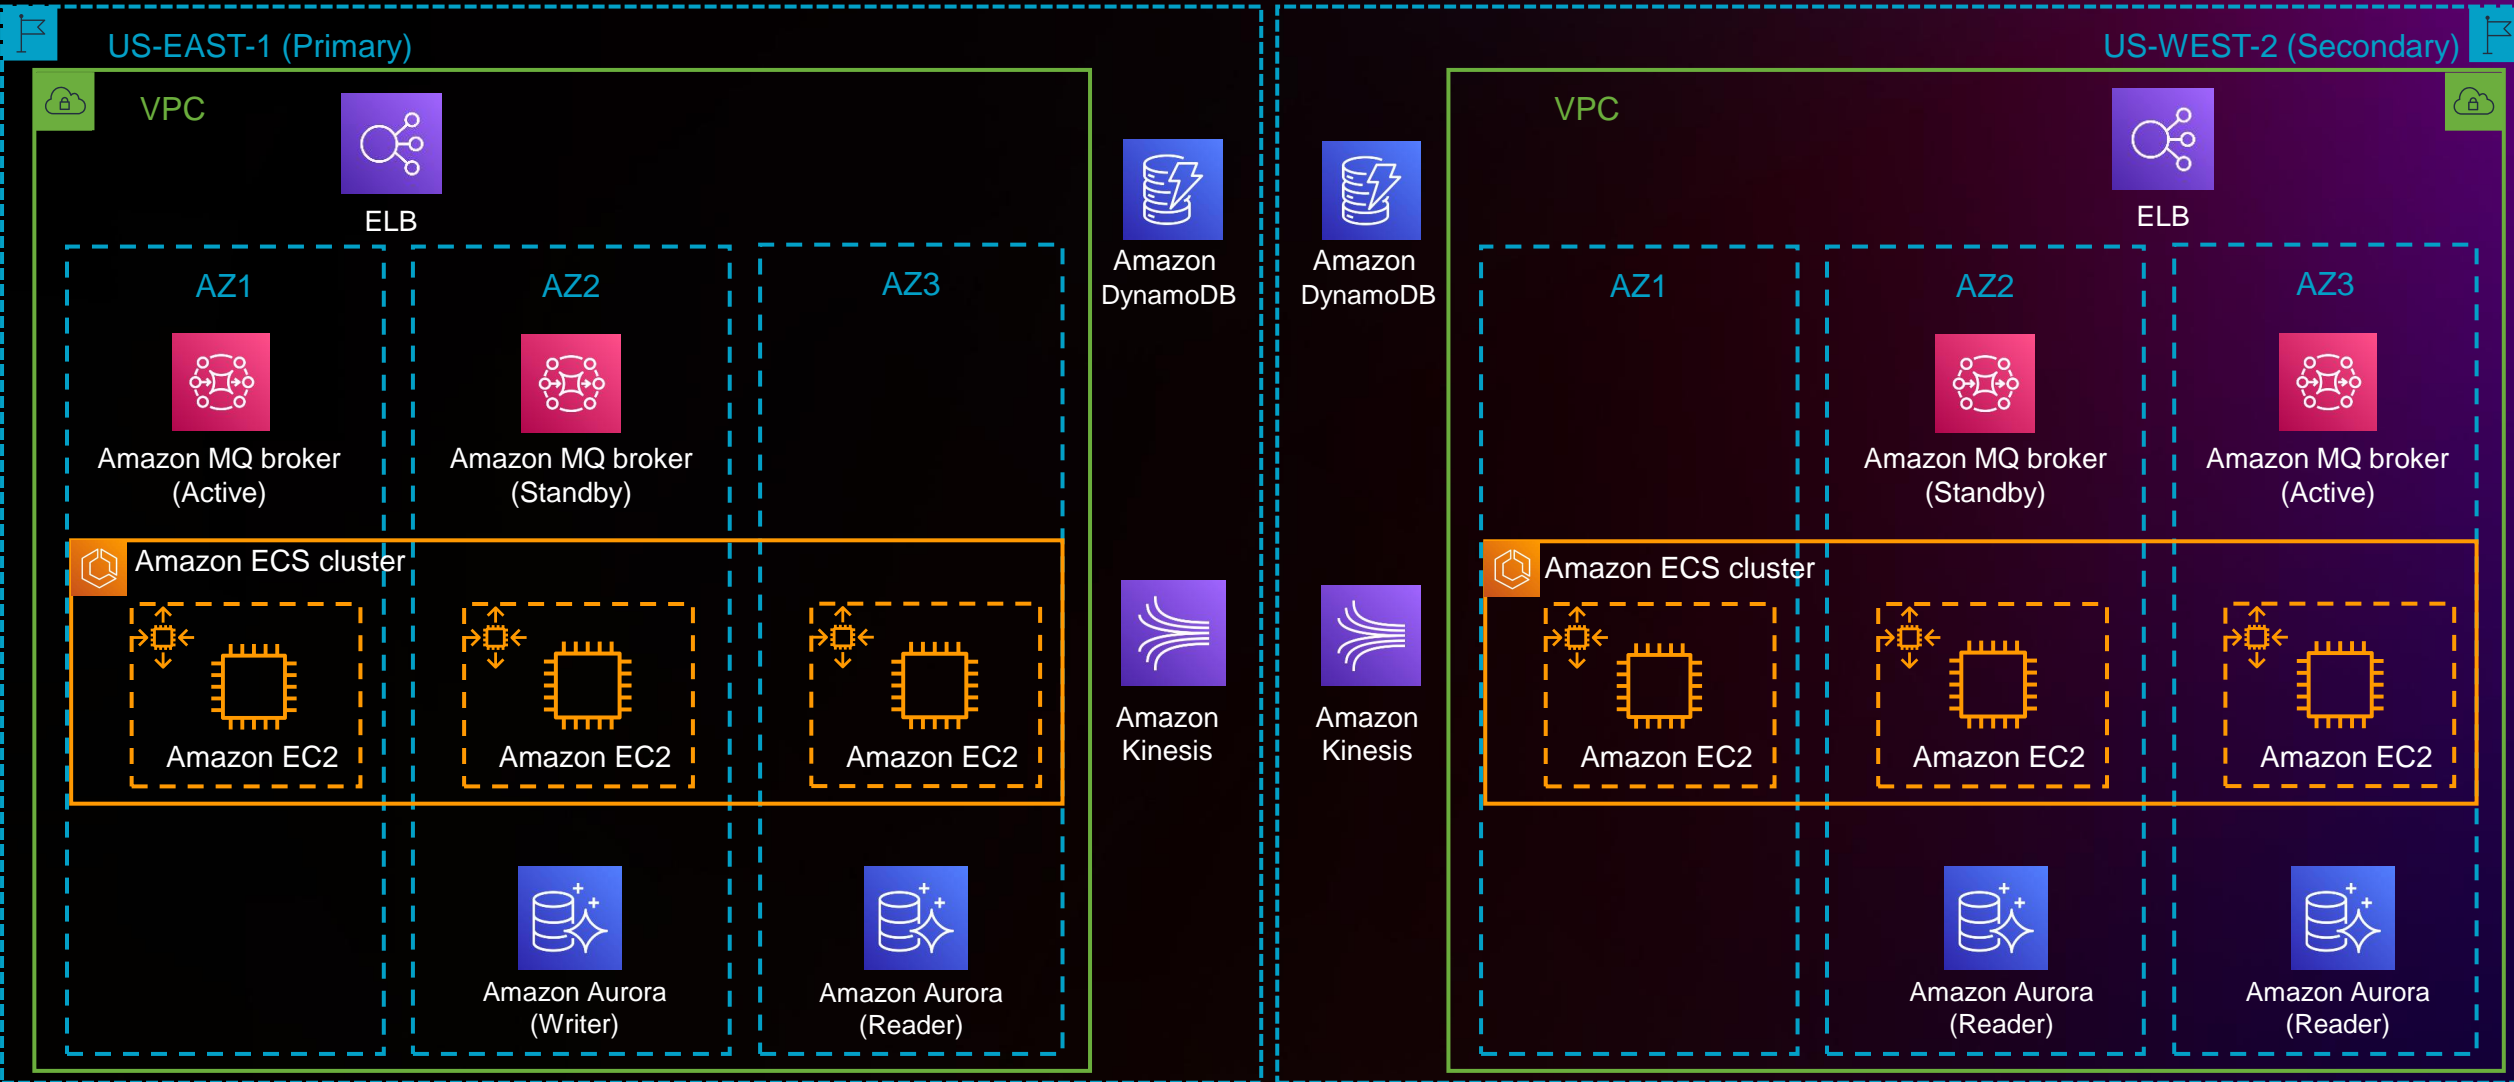 US-EAST-1 (Primary)
VPC
ELB
AZ1
AZ2
AZ3
Amazon MQ broker
(Active)
Amazon MQ broker
(Standby)
Amazon ECS cluster
Amazon EC2
Amazon EC2
Amazon EC2
Amazon Aurora
(Writer)
Amazon Aurora
(Reader)
Amazon
DynamoDB
Amazon
Kinesis
US-WEST-2 (Secondary)
Amazon
DynamoDB
Amazon
Kinesis
VPC
ELB
AZ1
AZ2
AZ3
Amazon MQ broker
(Standby)
Amazon MQ broker
(Active)
Amazon ECS cluster
Amazon EC2
Amazon EC2
Amazon EC2
Amazon Aurora
(Reader)
Amazon Aurora
(Reader)